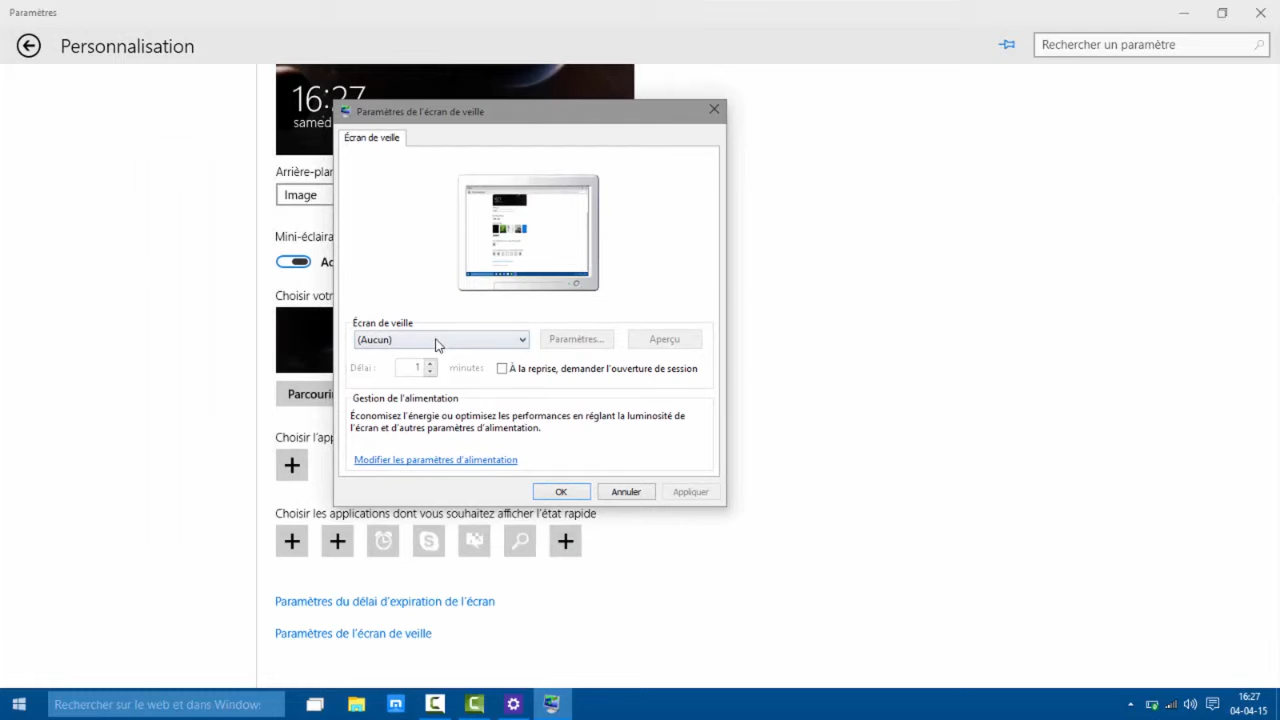 Paramètres
Personnalisation
Rechercher un paramètre
16:27
samed
Paramètres de l'écran de veille
Écran de veille
Arrière-plan
Image
Mini-éclaira
Ac
Choisir votr
Écran de veille
(Aucun)
Paramètres...
Aperçu
Délai :
1
minutes
À la reprise, demander l'ouverture de session
Parcouri
Gestion de l'alimentation
Économisez l'énergie ou optimisez les performances en réglant la luminosité de
l'écran et d'autres paramètres d'alimentation.
Choisir l'app
Modifier les paramètres d'alimentation
OK
Annuler
Appliquer
Choisir les applications dont vous souhaitez afficher l'état rapide
Paramètres du délai d'expiration de l'écran
Paramètres de l'écran de veille
Rechercher sur le web et dans Window:
16:27
04-04-15